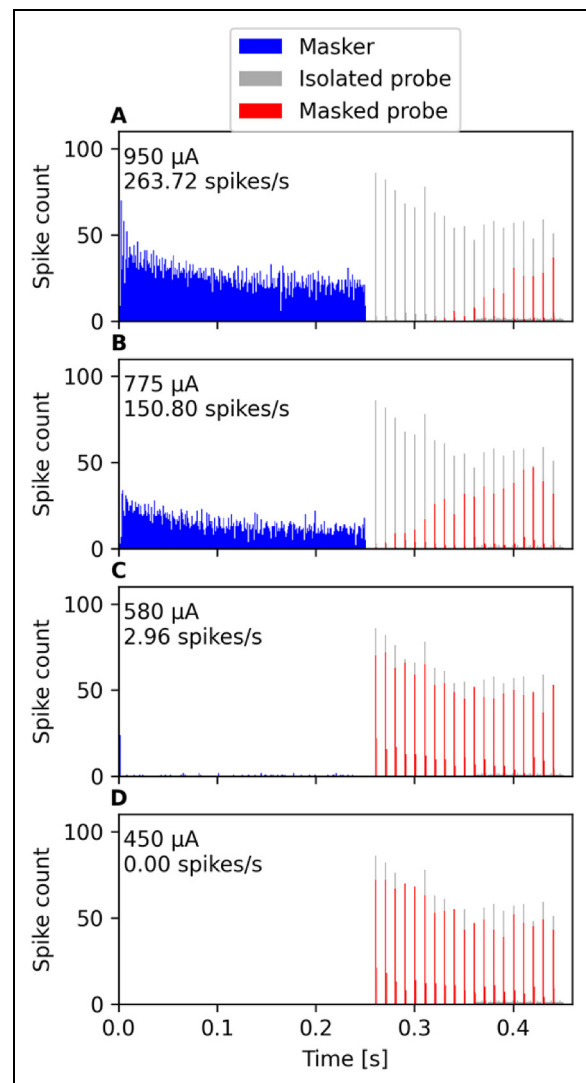 Masker
Isolated probe
Masked probe
A
100
950 µA
263.72 spikes/s
Spike count
50
0
B
100
775 µA
150.80 spikes/s
Spike count
50
0
C
100
580 µA
2.96 spikes/s
Spike count
50
0
D
100
450 µA
0.00 spikes/s
Spike count
50
0
0.0 0.1 0.2 0.3 0.4
Time [s]